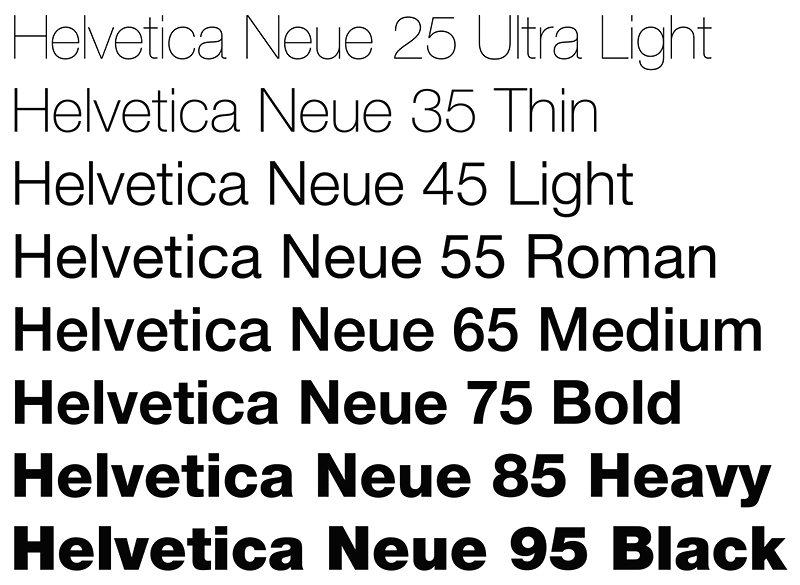 Helvetica Neue 25 Ultra Light
Helvetica Neue 35 Thin
Helvetica Neue 45 Light
Helvetica Neue 55 Roman
Helvetica Neue 65 Medium
Helvetica Neue 75 Bold
Helvetica Neue 85 Heavy
Helvetica Neue 95 Black